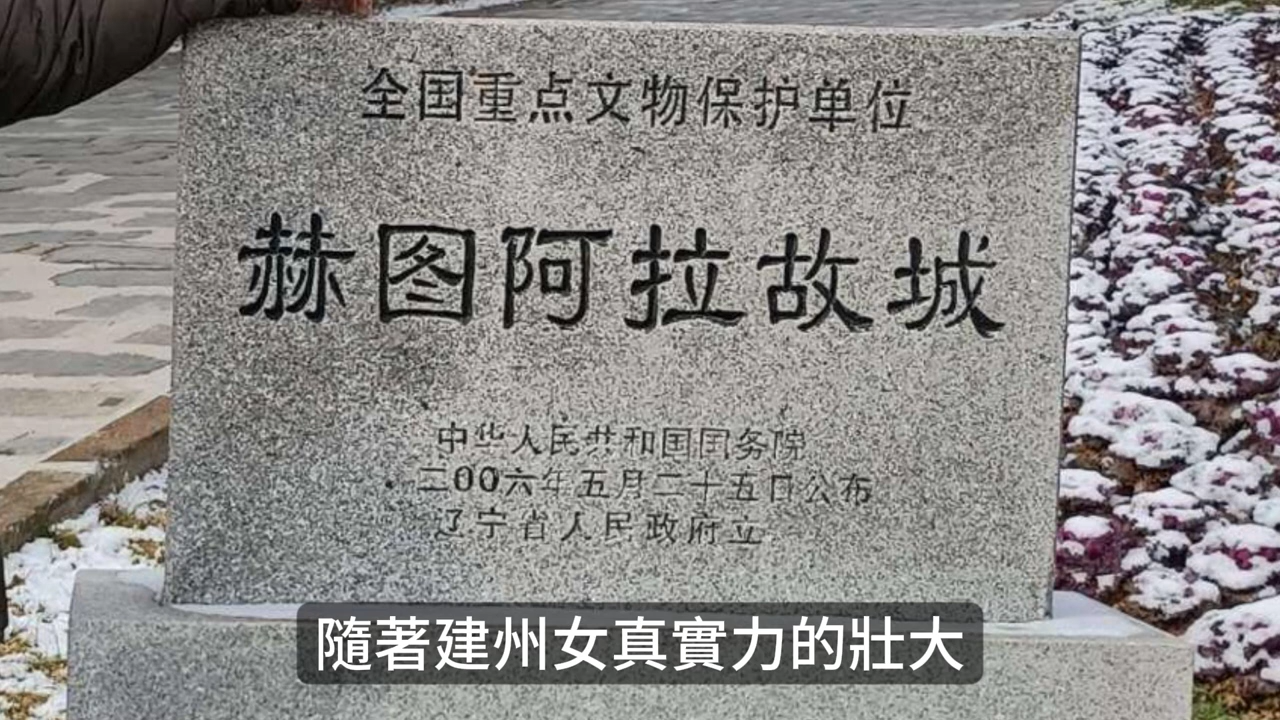 全国重点文物保护单位
赫图阿拉故城
中华人民共和国国务院
二00六年五月二十五日公布
辽宁省人民政府立
隨著建州女真實力的壯大